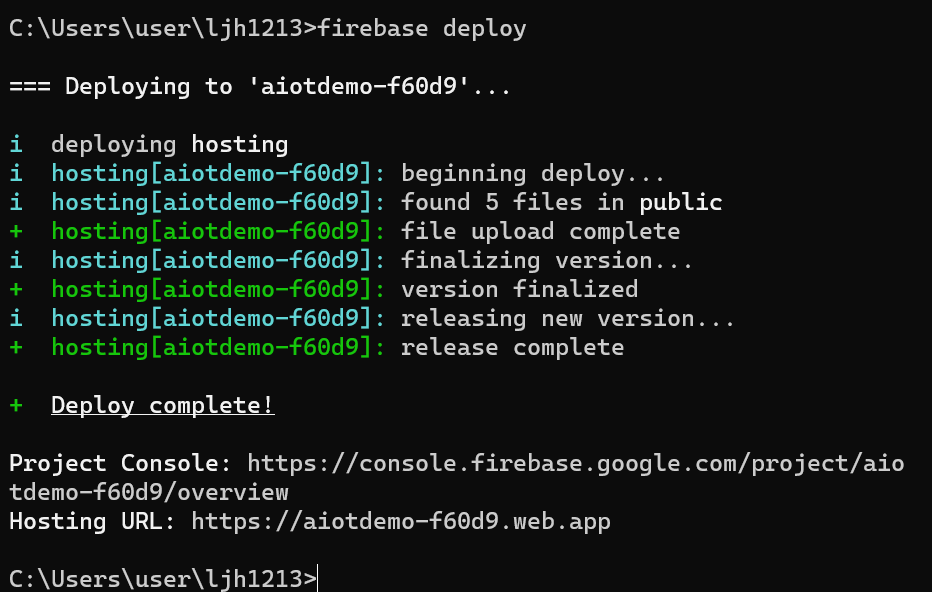 C:\Users\user\ljh1213>firebase deploy
=== Deploying to 'aiotdemo-f60d9'...
i  deploying hosting
i  hosting[aiotdemo-f60d9]: beginning deploy...
i  hosting[aiotdemo-f60d9]: found 5 files in public
+  hosting[aiotdemo-f60d9]: file upload complete
i  hosting[aiotdemo-f60d9]: finalizing version...
+  hosting[aiotdemo-f60d9]: version finalized
i  hosting[aiotdemo-f60d9]: releasing new version...
+  hosting[aiotdemo-f60d9]: release complete
+  Deploy complete!
Project Console: https://console.firebase.google.com/project/aio
tdemo-f60d9/overview
Hosting URL: https://aiotdemo-f60d9.web.app
C:\Users\user\ljh1213>